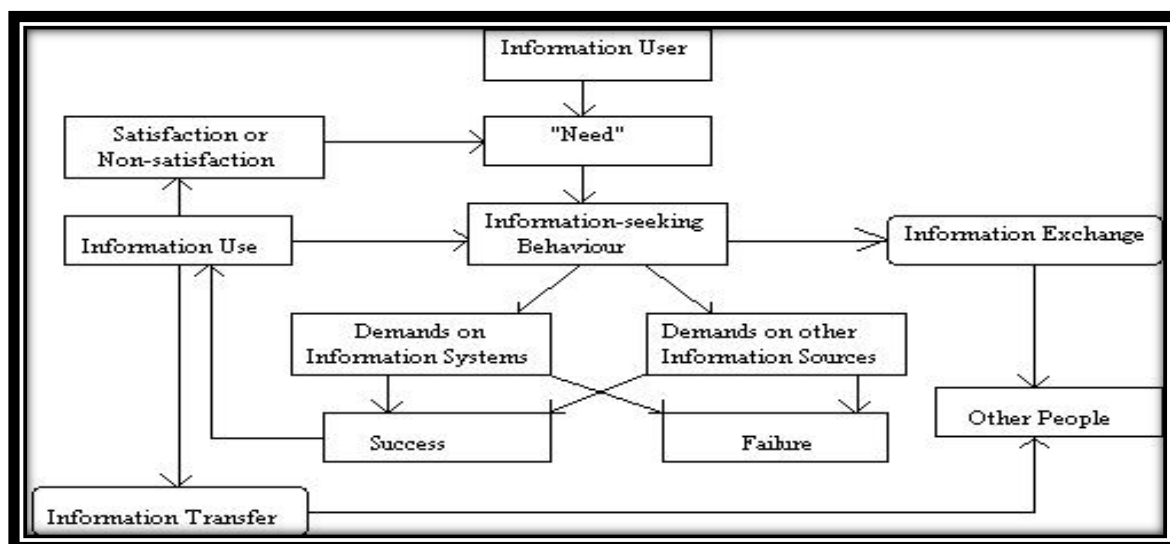 Information User
Satisfaction or
Non-satisfaction
"Need"
Information Use
Information-seeking
Behaviour
Information Exchange
Demands on
Information Systems
Demands on other
Information Sources
Success
Failure
Other People
Information Transfer